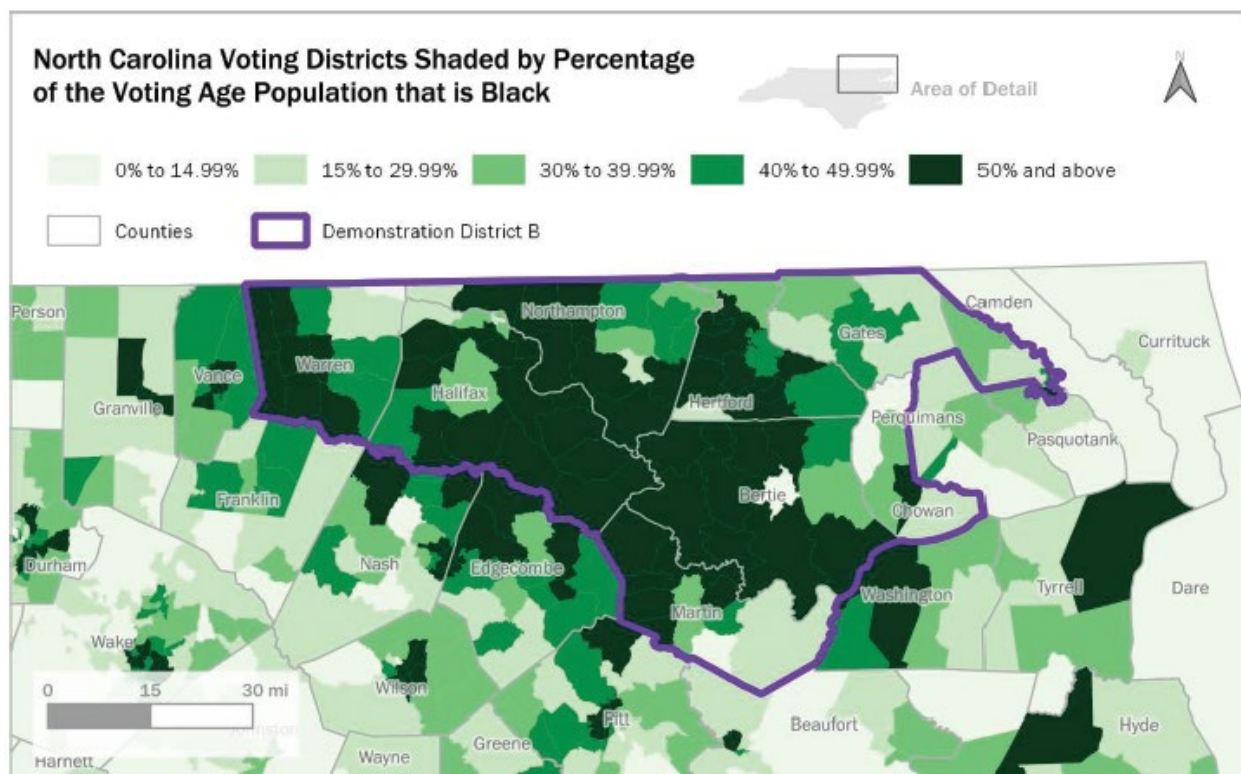 North Carolina Voting Districts Shaded by Percentage
of the Voting Age Population that is Black
N
Area of Detail
0% to 14.99%
15% to 29.99%
30% to 39.99%
40% to 49.99%
50% and above
Counties
Demonstration District B
Person
Northampton
Camden
Gates
Currituck
Warren
Vance
Halifax
Granville
Hertford
Perquimans
Pasquotank
Franklin
Bertie
Chowan
Nash
Durham
Edgecombe
Washington
Tyrrell
Dare
Martin
Wake
0 15 30 mi
Wilson
Pitt
Beaufort
Hyde
Johnston
Greene
Wayne
Harnett